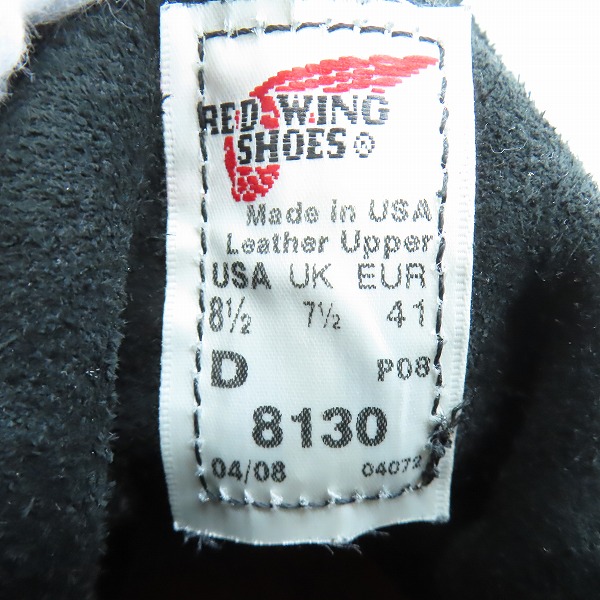 RED WING
SHOES ®
Made in USA
Leather Upper
USA UK EUR
8½ 7½ 41
D P08
8130
04/08 04072